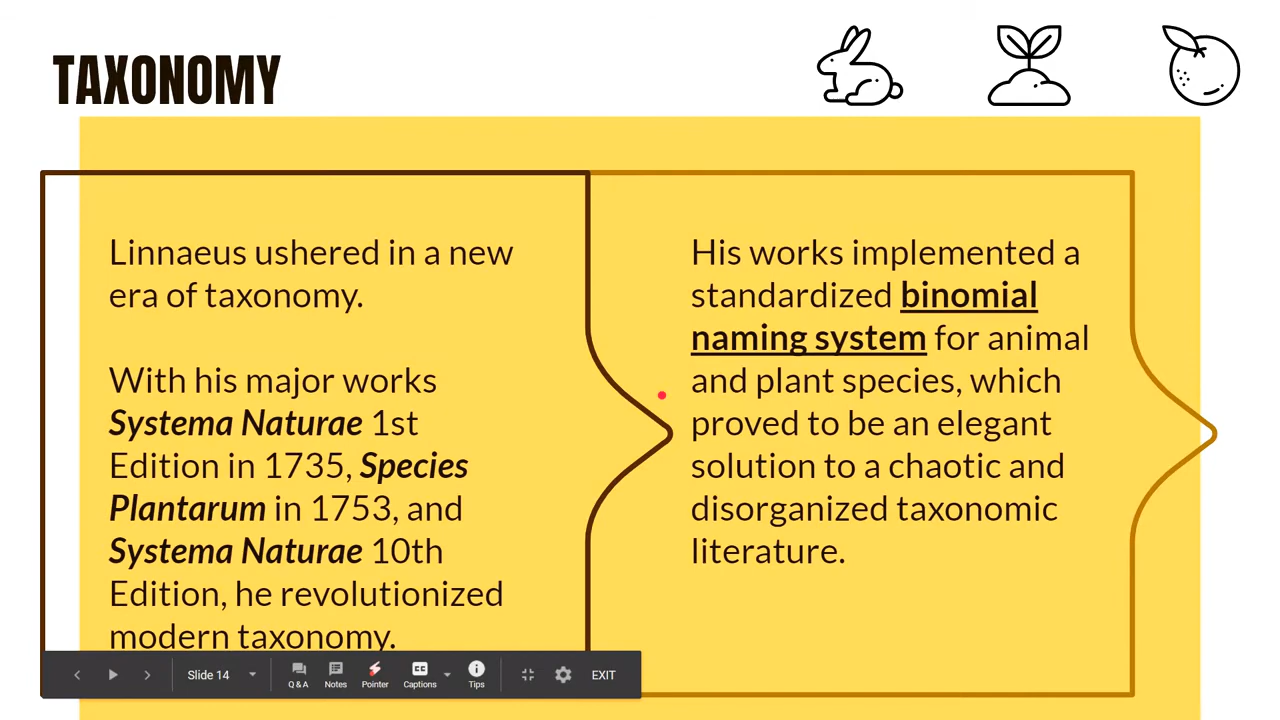 TAXONOMY
Linnaeus ushered in a new
era of taxonomy.
With his major works
Systema Naturae 1st
Edition in 1735, Species
Plantarum in 1753, and
Systema Naturae 10th
Edition, he revolutionized
modern taxonomy.
His works implemented a
standardized binomial
naming system for animal
and plant species, which
proved to be an elegant
solution to a chaotic and
disorganized taxonomic
literature.
Slide 14
Q & A
Notes
Pointer
CC
Captions
Tips
EXIT